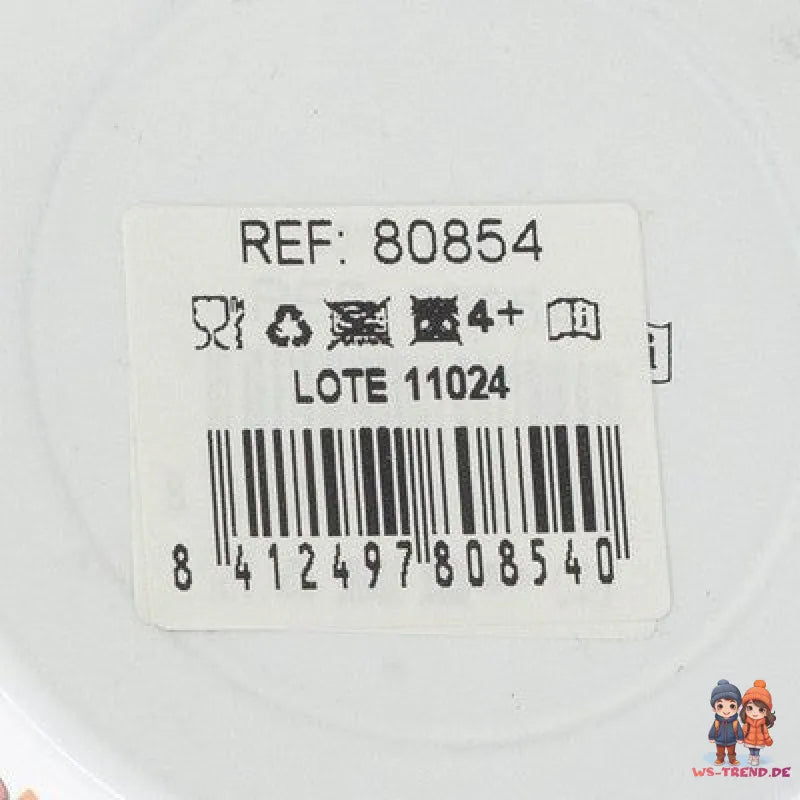 REF: 80854
4+
LOTE 11024
8 412497 808540
WS-TREND.DE